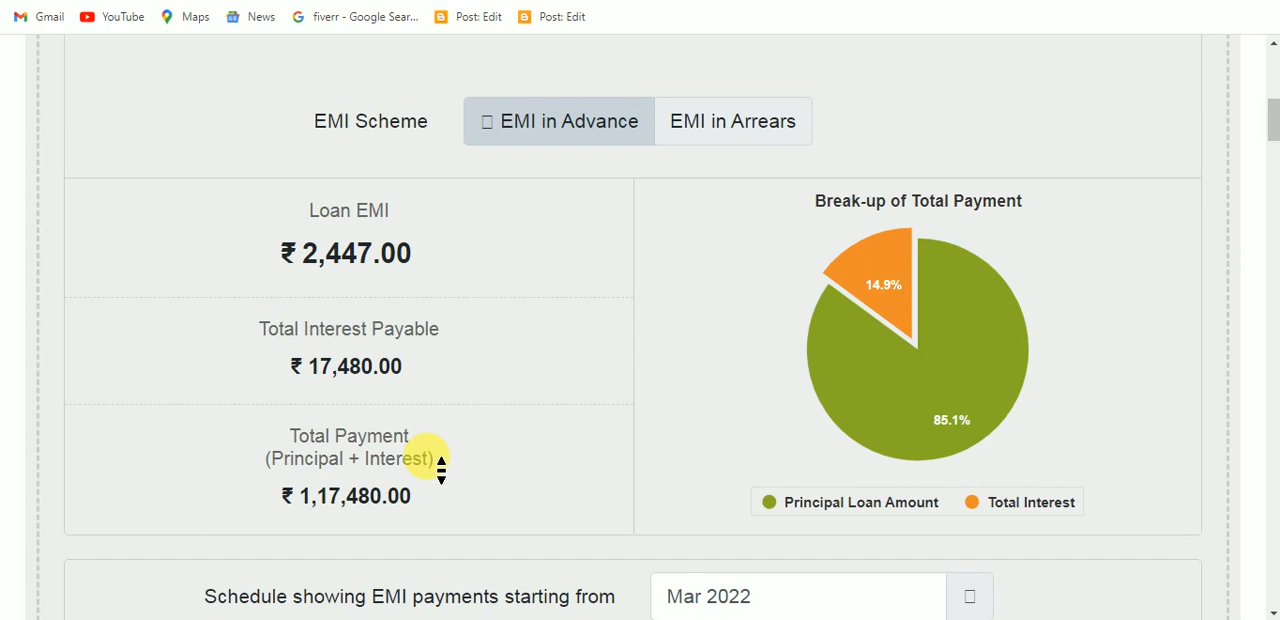 Gmail YouTube Maps News fiverr - Google Sear... Post: Edit Post: Edit
EMI Scheme EMI in Advance EMI in Arrears
Loan EMI
₹ 2,447.00
Total Interest Payable
₹ 17,480.00
Total Payment
(Principal + Interest)
₹ 1,17,480.00
Break-up of Total Payment
14.9%
85.1%
Principal Loan Amount Total Interest
Schedule showing EMI payments starting from Mar 2022